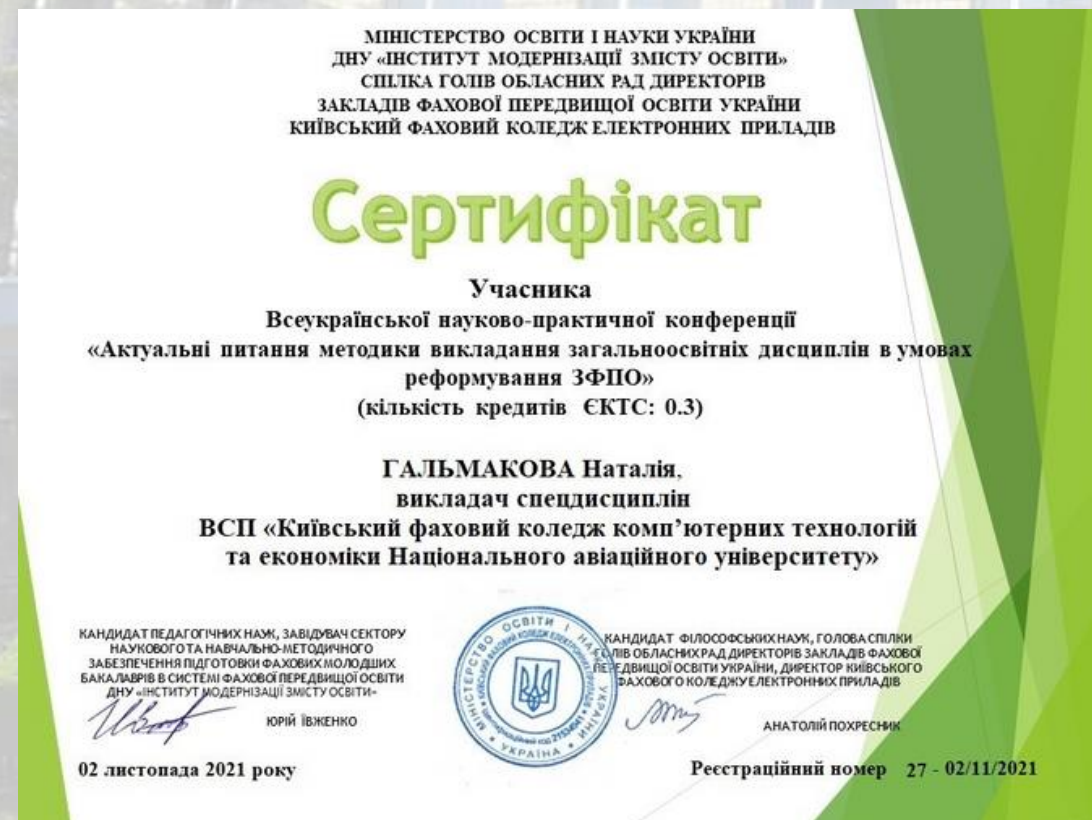 МІНІСТЕРСТВО ОСВІТИ І НАУКИ УКРАЇНИ
ДНУ «ІНСТИТУТ МОДЕРНІЗАЦІЇ ЗМІСТУ ОСВІТИ»
СПІЛКА ГОЛІВ ОБЛАСНИХ РАД ДИРЕКТОРІВ
ЗАКЛАДІВ ФАХОВОЇ ПЕРЕДВИЩОЇ ОСВІТИ УКРАЇНИ
КИЇВСЬКИЙ ФАХОВИЙ КОЛЕДЖ ЕЛЕКТРОННИХ ПРИЛАДІВ
Сертифікат
Учасника
Всеукраїнської науково-практичної конференції
«Актуальні питання методики викладання загальноосвітніх дисциплін в умовах
реформування ЗФПО»
(кількість кредитів ЄКТС: 0.3)
ГАЛЬМАКОВА Наталія,
викладач спецдисциплін
ВСП «Київський фаховий коледж комп’ютерних технологій
та економіки Національного авіаційного університету»
КАНДИДАТ ПЕДАГОГІЧНИХ НАУК, ЗАВІДУВАЧ СЕКТОРУ
НАУКОВОГО ТА НАВЧАЛЬНО-МЕТОДИЧНОГО
ЗАБЕЗПЕЧЕННЯ ПІДГОТОВКИ ФАХОВИХ МОЛОДШИХ
БАКАЛАВРІВ В СИСТЕМІ ФАХОВОЇ ПЕРЕДВИЩОЇ ОСВІТИ
ДНУ «ІНСТИТУТ МОДЕРНІЗАЦІЇ ЗМІСТУ ОСВІТИ»
ЮРІЙ ЇВЖЕНКО
МІНІСТЕРСТВО ОСВІТИ І НАУКИ УКРАЇНИ
УКРАЇНА
КАНДИДАТ ФІЛОСОФСЬКИХ НАУК, ГОЛОВА СПІЛКИ
ГОЛІВ ОБЛАСНИХ РАД ДИРЕКТОРІВ ЗАКЛАДІВ ФАХОВОЇ
ПЕРЕДВИЩОЇ ОСВІТИ УКРАЇНИ, ДИРЕКТОР КИЇВСЬКОГО
ФАХОВОГО КОЛЕДЖУ ЕЛЕКТРОННИХ ПРИЛАДІВ
АНАТОЛІЙ ПОХРЕСНИК
02 листопада 2021 року
Реєстраційний номер 27 - 02/11/2021